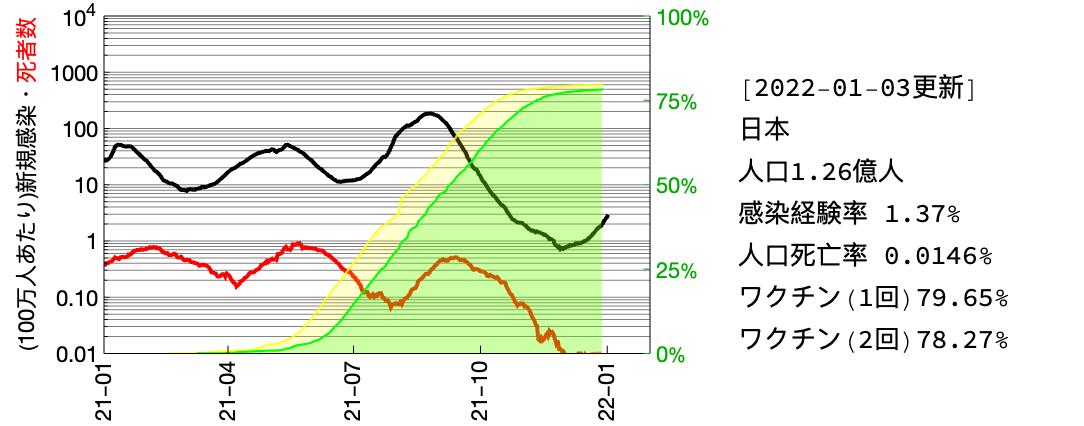 (100万人あたり)新規感染・死者数
10^4
1000
100
10
1
0.10
0.01
100%
75%
50%
25%
0%
21-01
21-04
21-07
21-10
22-01
[2022-01-03更新]
日本
人口1.26億人
感染経験率 1.37%
人口死亡率 0.0146%
ワクチン(1回)79.65%
ワクチン(2回)78.27%